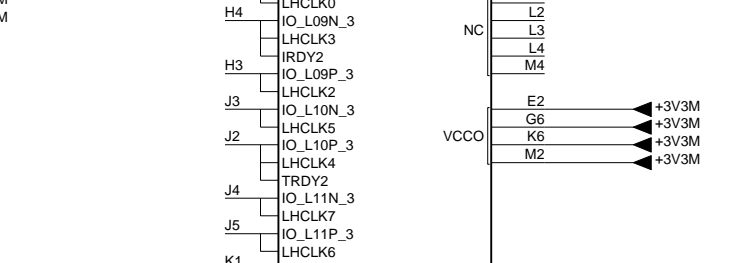 M
LHCLK0
H4
IO_L09N_3
LHCLK3
IRDY2
H3
IO_L09P_3
LHCLK2
J3
IO_L10N_3
LHCLK5
J2
IO_L10P_3
LHCLK4
TRDY2
J4
IO_L11N_3
LHCLK7
J5
IO_L11P_3
LHCLK6
K1
NC
L2
L3
L4
M4
VCCO
E2 +3V3M
G6 +3V3M
K6 +3V3M
M2 +3V3M